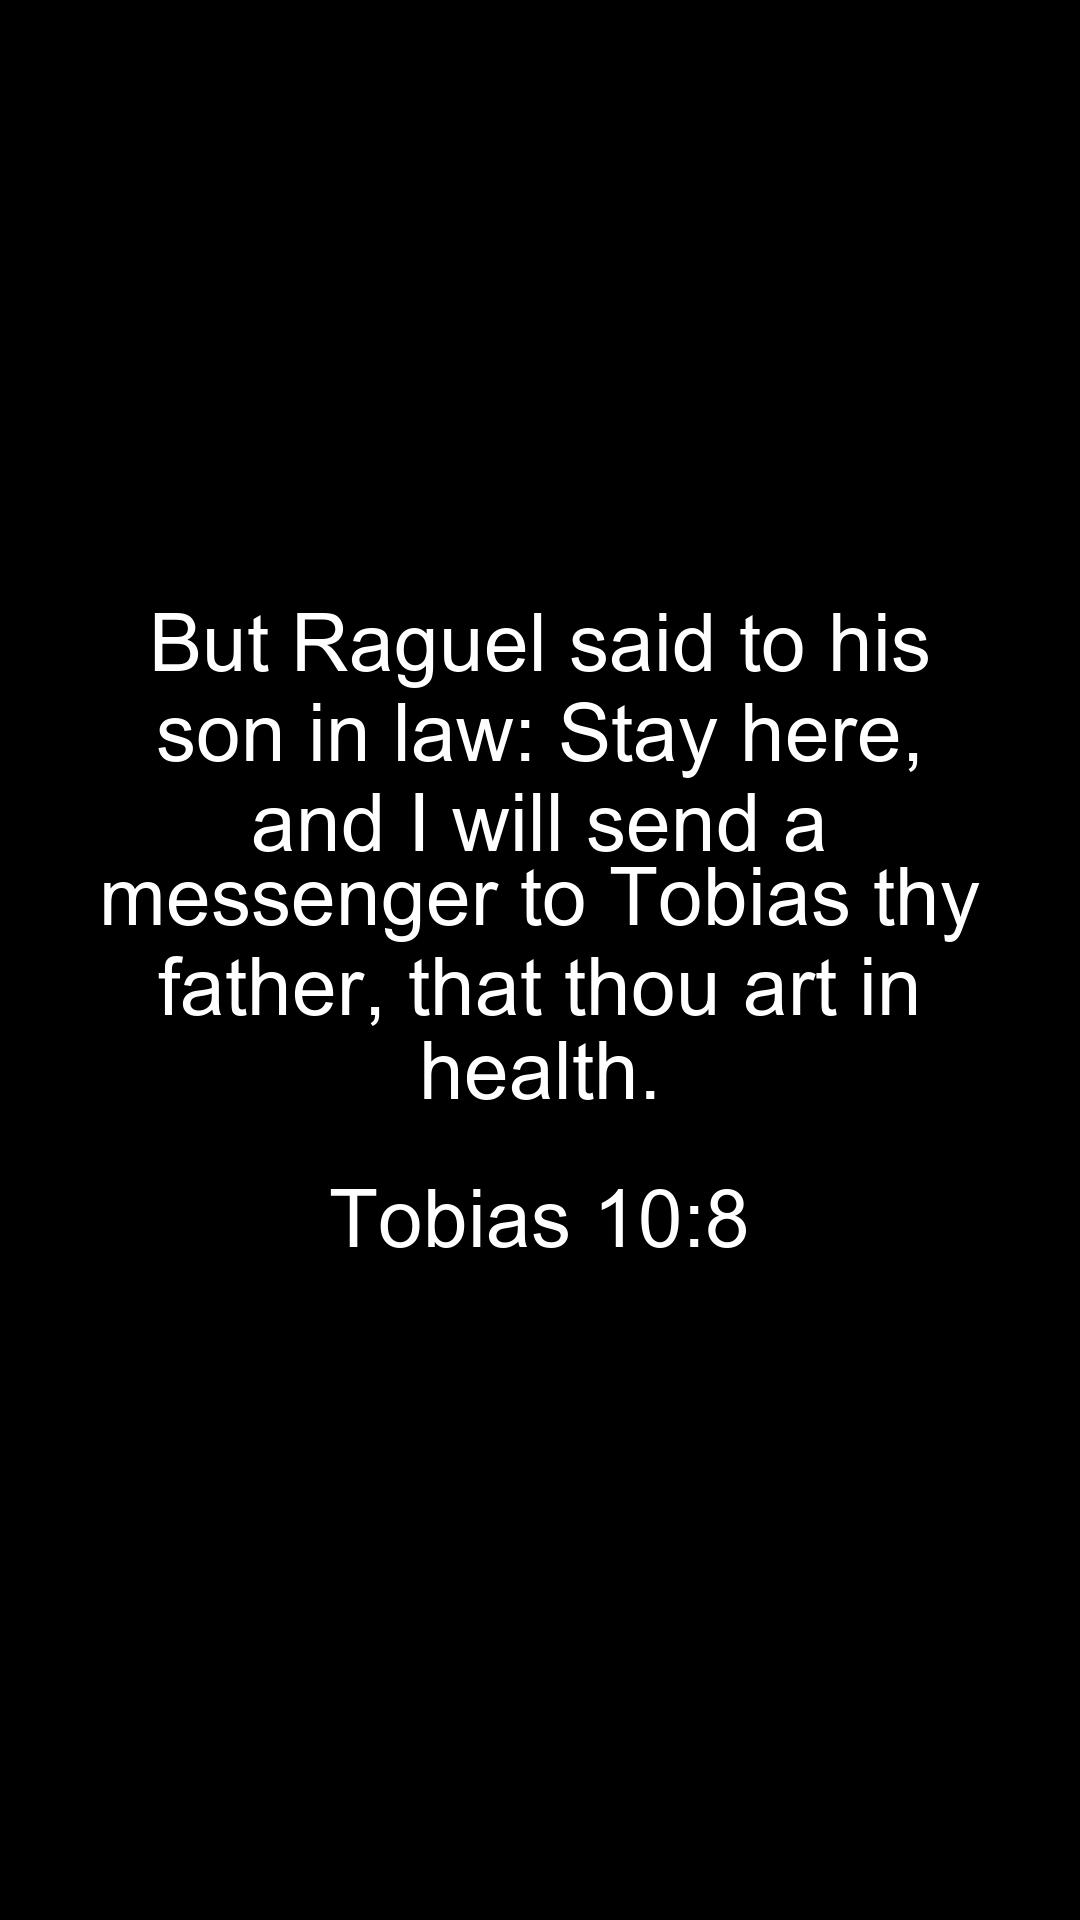 But Raguel said to his
son in law: Stay here,
and I will send a
messenger to Tobias thy
father, that thou art in
health.
Tobias 10:8